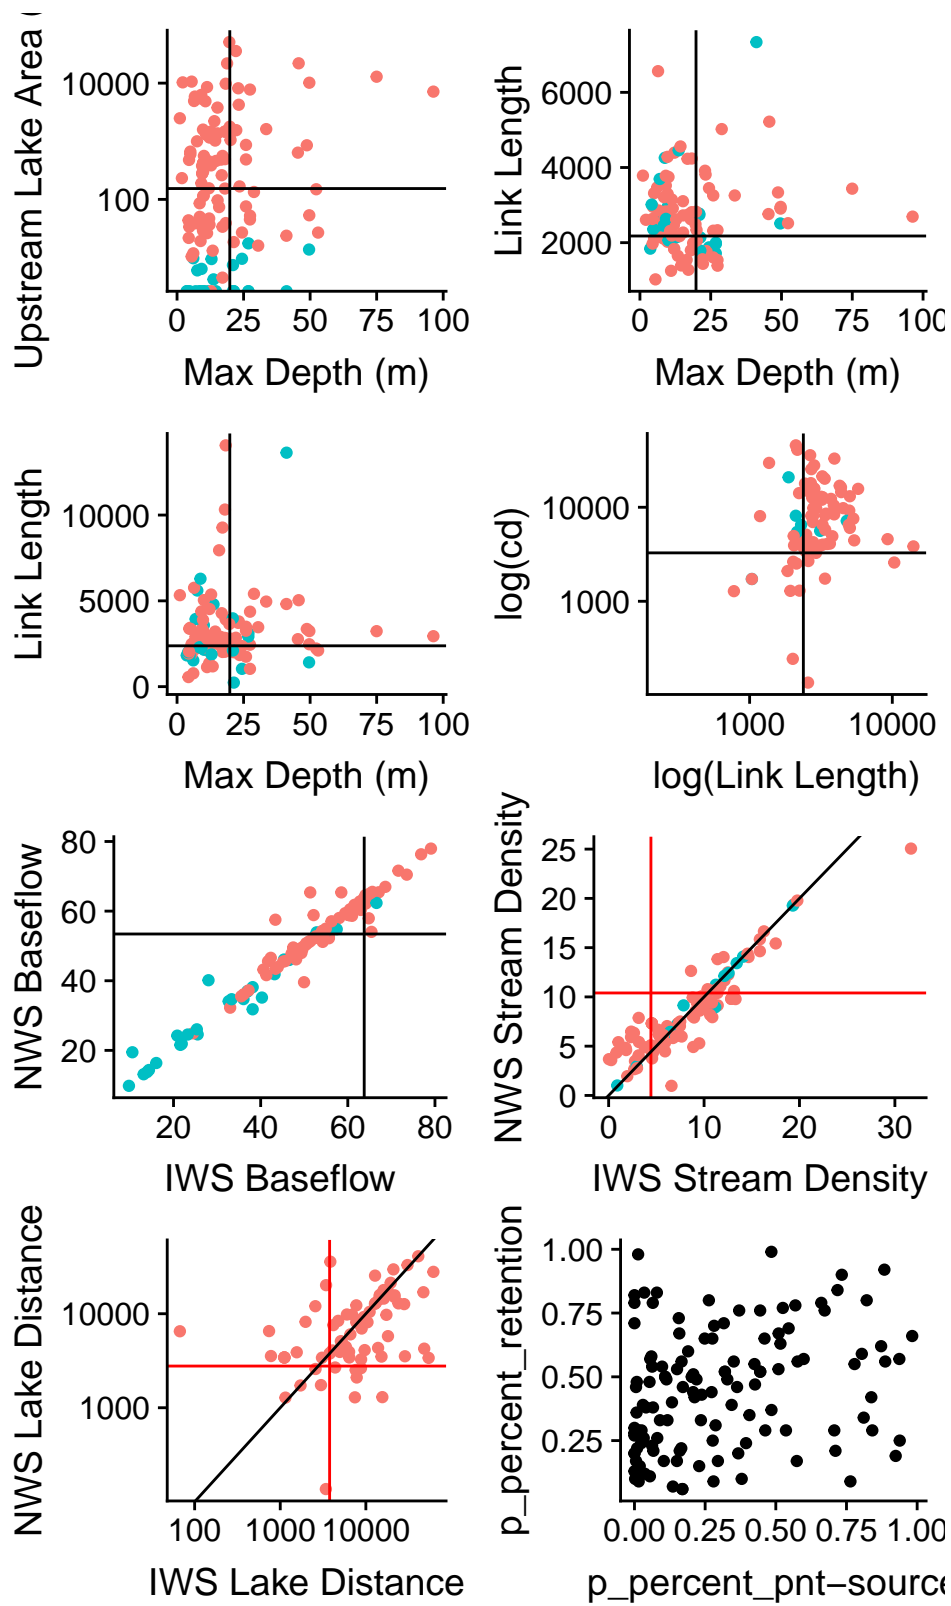 Upstream Lake Area (
10000
100
0 25 50 75 100
Max Depth (m)
Link Length
6000
4000
2000
0 25 50 75 100
Max Depth (m)
Link Length
10000
5000
0
0 25 50 75 100
Max Depth (m)
log(cd)
10000
1000
1000 10000
log(Link Length)
NWS Baseflow
80
60
40
20
20 40 60 80
IWS Baseflow
NWS Stream Density
25
20
15
10
5
0
0 10 20 30
IWS Stream Density
NWS Lake Distance
10000
1000
100 1000 10000
IWS Lake Distance
p_percent_retention
1.00
0.75
0.50
0.25
0.00 0.25 0.50 0.75 1.00
p_percent_pnt−source